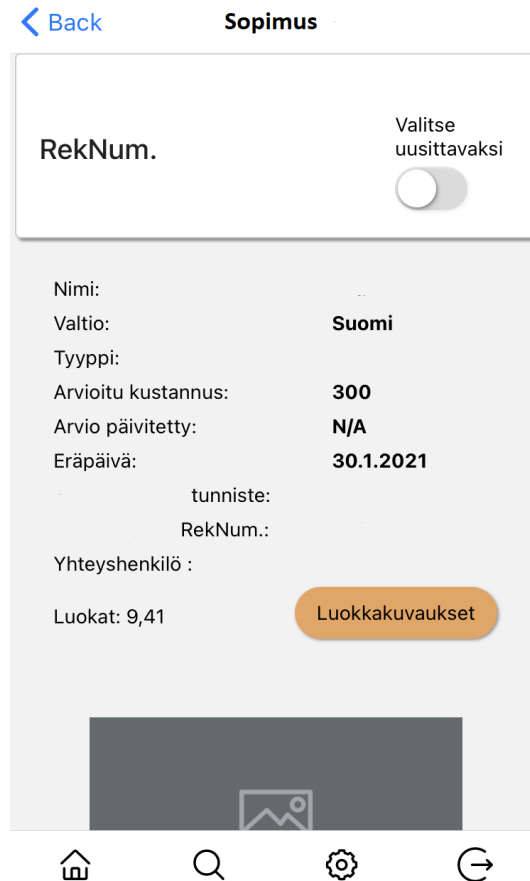 Back
Sopimus
RekNum.
Valitse
uusittavaksi
Nimi:
Valtio: Suomi
Tyyppi:
Arvioitu kustannus: 300
Arvio päivitetty: N/A
Eräpäivä: 30.1.2021
tunniste:
RekNum.:
Yhteyshenkilö :
Luokat: 9,41
Luokkakuvaukset